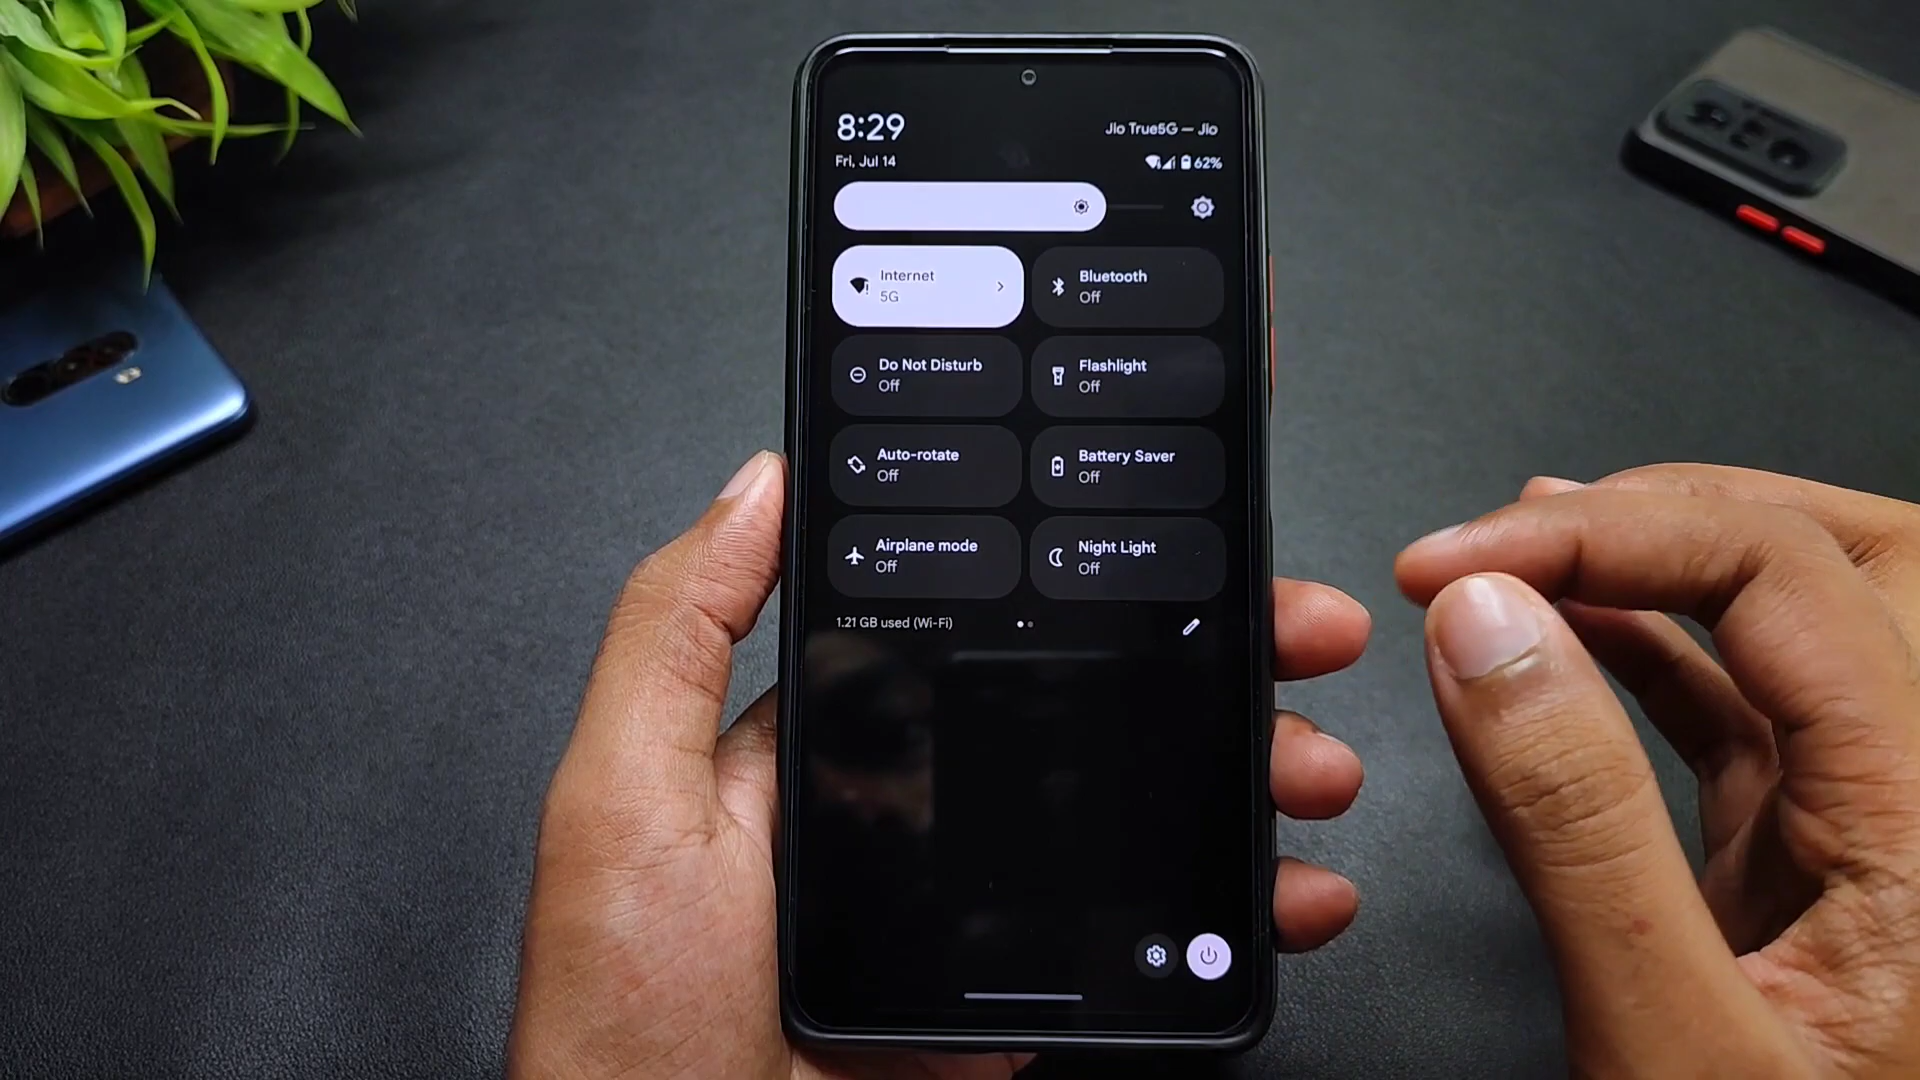 8:29
Jio True5G — Jio
Fri, Jul 14
62%
Internet
5G
Bluetooth
Off
Do Not Disturb
Off
Flashlight
Off
Auto-rotate
Off
Battery Saver
Off
Airplane mode
Off
Night Light
Off
1.21 GB used (Wi-Fi)